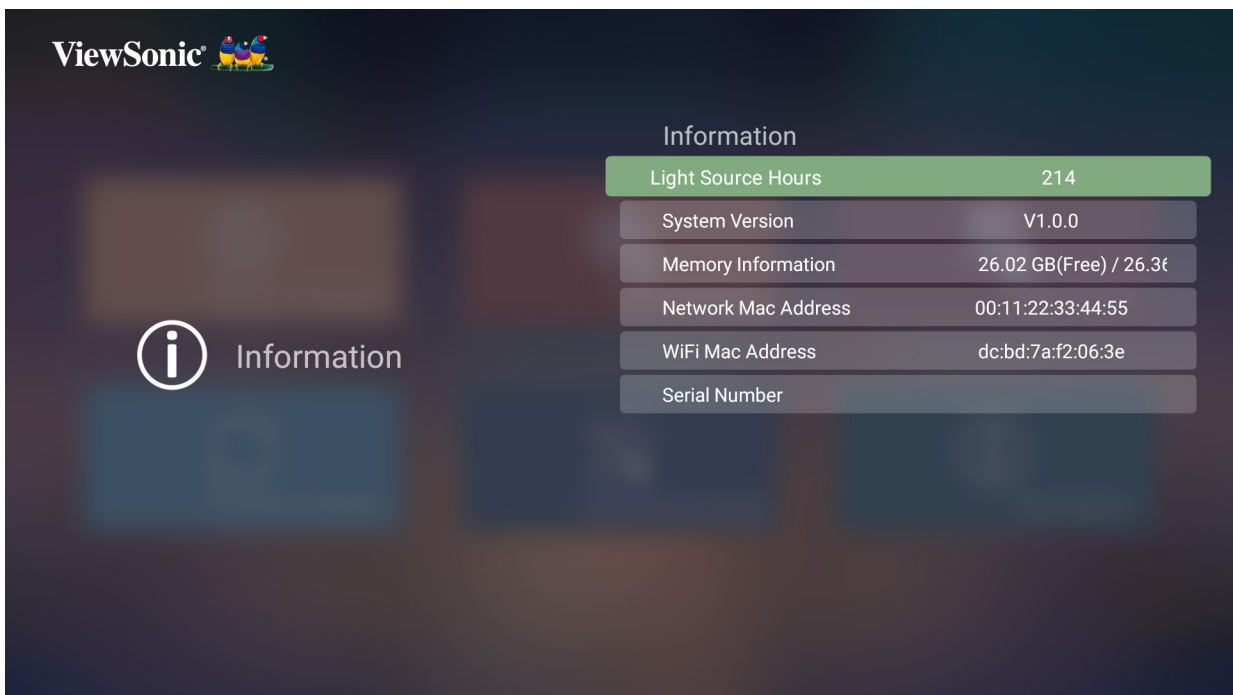 ViewSonic®
Information
Light Source Hours 214
System Version V1.0.0
Memory Information 26.02 GB(Free) / 26.36
Network Mac Address 00:11:22:33:44:55
WiFi Mac Address dc:bd:7a:f2:06:3e
Serial Number
Information